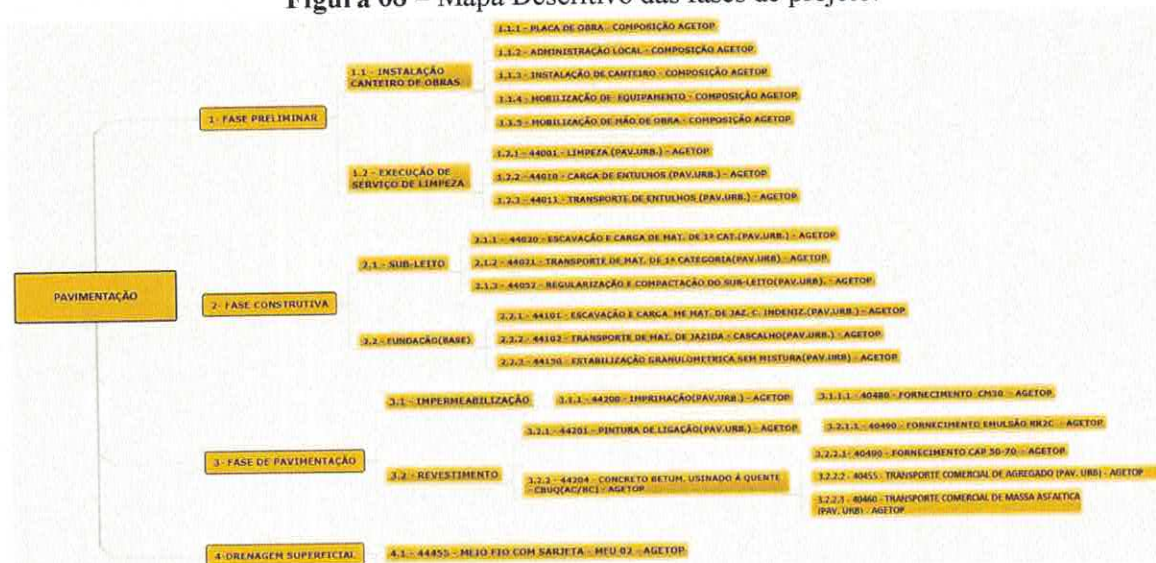 Figura 08 – Mapa Descritivo das fases de projeto.
1.1.1 - PLACA DE OBRA - COMPOSIÇÃO AGETOP
1.1.2 - ADMINISTRAÇÃO LOCAL - COMPOSIÇÃO AGETOP
1.1 - INSTALAÇÃO
CANTEIRO DE OBRAS
1.1.3 - INSTALAÇÃO DE CANTEIRO - COMPOSIÇÃO AGETOP
1.1.4 - MOBILIZAÇÃO DE EQUIPAMENTO - COMPOSIÇÃO AGETOP
1- FASE PRELIMINAR
1.1.5 - MOBILIZAÇÃO DE MÃO DE OBRA - COMPOSIÇÃO AGETOP
1.2.1 - 44001 - LIMPEZA (PAV.URB.) - AGETOP
1.2 - EXECUÇÃO DE
SERVIÇO DE LIMPEZA
1.2.2 - 44010 - CARGA DE ENTULHOS (PAV.URB.) - AGETOP
1.2.3 - 44011 - TRANSPORTE DE ENTULHOS (PAV.URB.) - AGETOP
2.1.1 - 44020 - ESCAVAÇÃO E CARGA DE MAT. DE 1ª CAT.(PAV.URB.) - AGETOP
2.1 - SUB-LEITO
2.1.2 - 44021 - TRANSPORTE DE MAT. DE 1ª CATEGORIA(PAV.URB) - AGETOP
2.1.3 - 44052 - REGULARIZAÇÃO E COMPACTAÇÃO DO SUB-LEITO(PAV.URB). - AGETOP
PAVIMENTAÇÃO
2- FASE CONSTRUTIVA
2.2.1 - 44101 - ESCAVAÇÃO E CARGA ME MAT. DE JAZ. C. INDENIZ.(PAV.URB.) - AGETOP
2.2 - FUNDAÇÃO(BASE)
2.2.2 - 44102 - TRANSPORTE DE MAT. DE JAZIDA - CASCALHO(PAV.URB.) - AGETOP
2.2.3 - 44150 - ESTABILIZAÇÃO GRANULOMETRICA SEM MISTURA(PAV.URB) - AGETOP
3.1 - IMPERMEABILIZAÇÃO
3.1.1 - 44200 - IMPRIMAÇÃO(PAV.URB.) - AGETOP
3.1.1.1 - 40480 - FORNECIMENTO CM30 - AGETOP
3.2.1 - 44201 - PINTURA DE LIGAÇÃO(PAV.URB.) - AGETOP
3.2.1.1 - 40490 - FORNECIMENTO EMULSÃO RR2C - AGETOP
3- FASE DE PAVIMENTAÇÃO
3.2 - REVESTIMENTO
3.2.2 - 44204 - CONCRETO BETUM. USINADO À QUENTE
- CBUQ(AC/BC) - AGETOP
3.2.2.1 - 40400 - FORNECIMENTO CAP 50-70 - AGETOP
3.2.2.2 - 40455 - TRANSPORTE COMERCIAL DE AGREGADO (PAV. URB) - AGETOP
3.2.2.3 - 40460 - TRANSPORTE COMERCIAL DE MASSA ASFALTICA
(PAV. URB) - AGETOP
4-DRENAGEM SUPERFICIAL
4.1 - 44455 - MEIO FIO COM SARJETA - MFU 02 - AGETOP